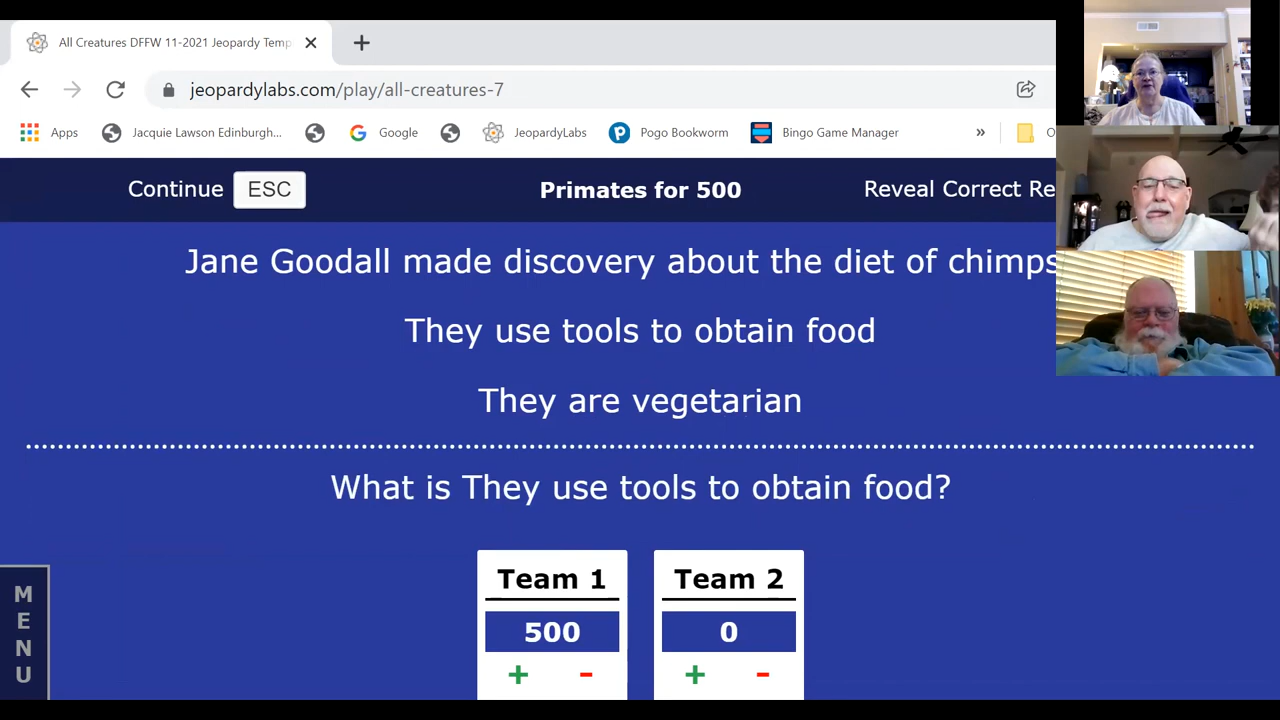 All Creatures DFFW 11-2021 Jeopardy Temp
jeopardylabs.com/play/all-creatures-7
Apps Jacquie Lawson Edinburgh... Google JeopardyLabs Pogo Bookworm Bingo Game Manager » O
Continue ESC Primates for 500 Reveal Correct Re
Jane Goodall made discovery about the diet of chimps
They use tools to obtain food
They are vegetarian
What is They use tools to obtain food?
MENU
Team 1 Team 2
500 0
+ - + -